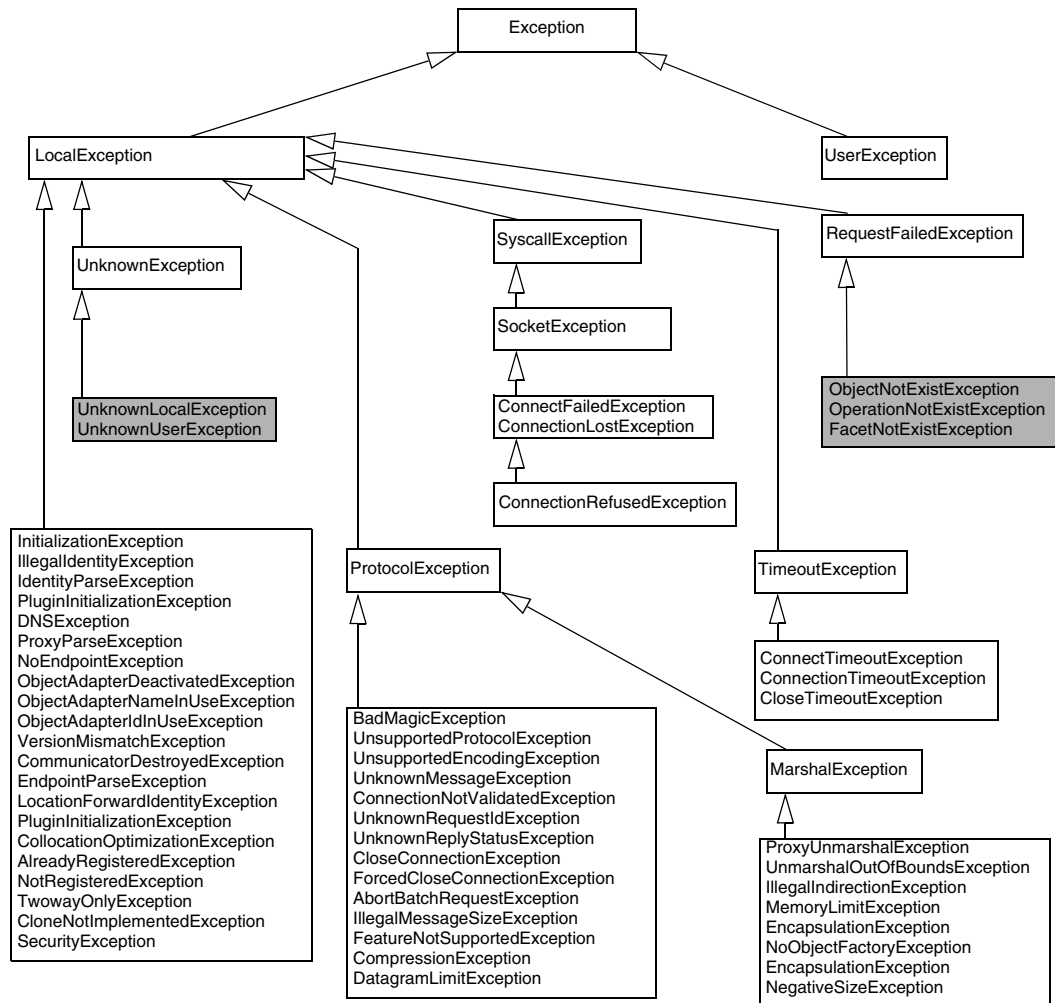 Exception
LocalException
UserException
UnknownException
SyscallException
RequestFailedException
SocketException
UnknownLocalException
UnknownUserException
ConnectFailedException
ConnectionLostException
ObjectNotExistException
OperationNotExistException
FacetNotExistException
ConnectionRefusedException
InitializationException
IllegalIdentityException
IdentityParseException
PluginInitializationException
DNSException
ProxyParseException
NoEndpointException
ObjectAdapterDeactivatedException
ObjectAdapterNameInUseException
ObjectAdapterIdInUseException
VersionMismatchException
CommunicatorDestroyedException
EndpointParseException
LocationForwardIdentityException
PluginInitializationException
CollocationOptimizationException
AlreadyRegisteredException
NotRegisteredException
TwowayOnlyException
CloneNotImplementedException
SecurityException
ProtocolException
TimeoutException
ConnectTimeoutException
ConnectionTimeoutException
CloseTimeoutException
BadMagicException
UnsupportedProtocolException
UnsupportedEncodingException
UnknownMessageException
ConnectionNotValidatedException
UnknownRequestIdException
UnknownReplyStatusException
CloseConnectionException
ForcedCloseConnectionException
AbortBatchRequestException
IllegalMessageSizeException
FeatureNotSupportedException
CompressionException
DatagramLimitException
MarshalException
ProxyUnmarshalException
UnmarshalOutOfBoundsException
IllegalIndirectionException
MemoryLimitException
EncapsulationException
NoObjectFactoryException
EncapsulationException
NegativeSizeException